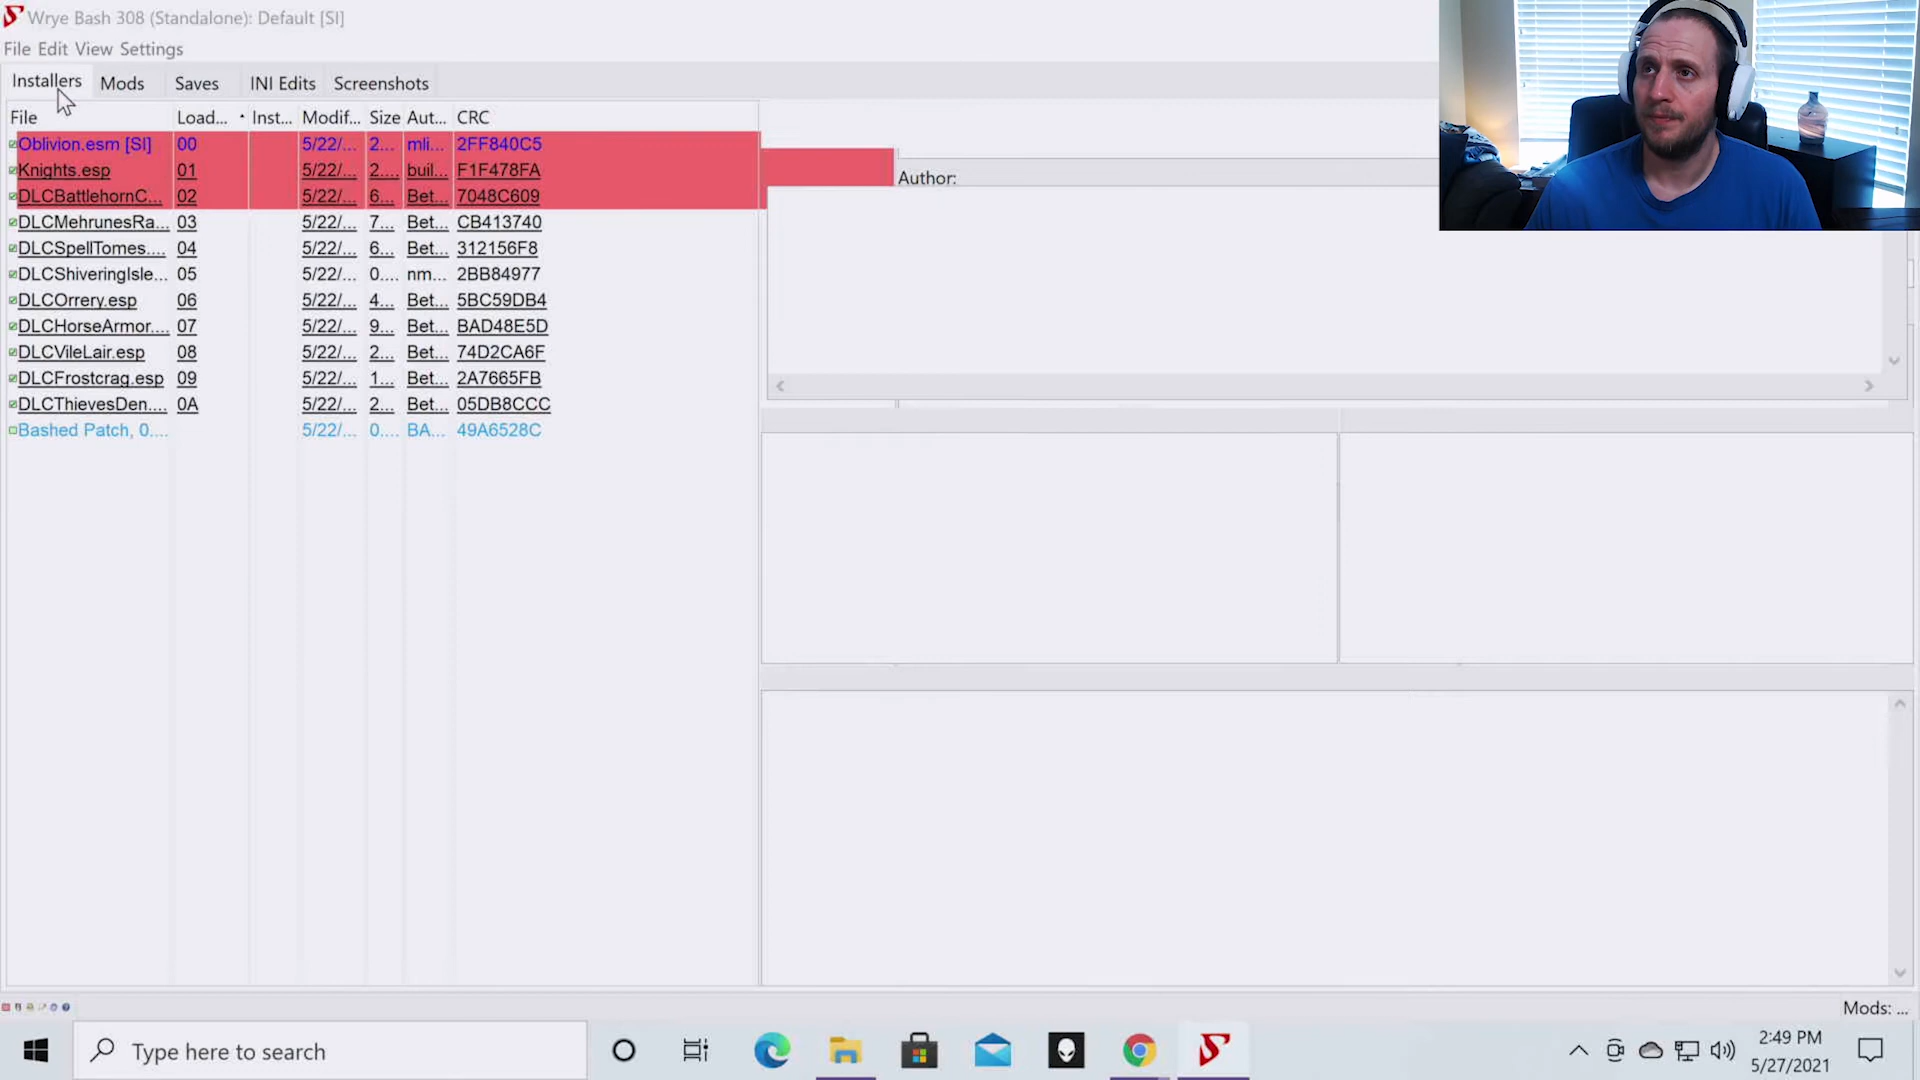 Wrye Bash 308 (Standalone): Default [SI]
File Edit View Settings
Installers Mods Saves INI Edits Screenshots
File Load... Inst... Modif... Size Aut... CRC
Oblivion.esm [SI] 00 5/22/... 2... mli... 2FF840C5
Knights.esp 01 5/22/... 2.... buil... F1F478FA
DLCBattlehornC... 02 5/22/... 6... Bet... 7048C609
Author:
DLCMehrunesRa... 03 5/22/... 7... Bet... CB413740
DLCSpellTomes.... 04 5/22/... 6... Bet... 312156F8
DLCShiveringIsle... 05 5/22/... 0.... nm... 2BB84977
DLCOrrery.esp 06 5/22/... 4... Bet... 5BC59DB4
DLCHorseArmor.... 07 5/22/... 9... Bet... BAD48E5D
DLCVileLair.esp 08 5/22/... 2... Bet... 74D2CA6F
DLCFrostcrag.esp 09 5/22/... 1... Bet... 2A7665FB
DLCThievesDen.... 0A 5/22/... 2... Bet... 05DB8CCC
Bashed Patch, 0.... 5/22/... 0.... BA... 49A6528C
Mods: ...
Type here to search
2:49 PM
5/27/2021